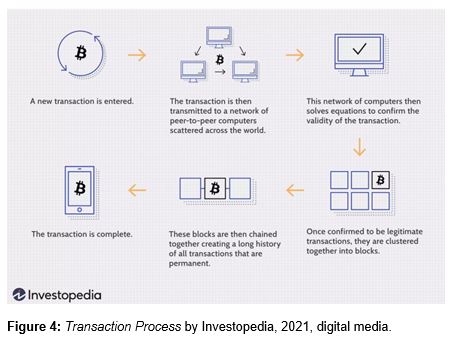 A new transaction is entered.
The transaction is then
transmitted to a network of
peer-to-peer computers
scattered across the world.
This network of computers then
solves equations to confirm the
validity of the transaction.
The transaction is complete.
These blocks are then chained
together creating a long history
of all transactions that are
permanent.
Once confirmed to be legitimate
transactions, they are clustered
together into blocks.
Investopedia
Figure 4: Transaction Process by Investopedia, 2021, digital media.